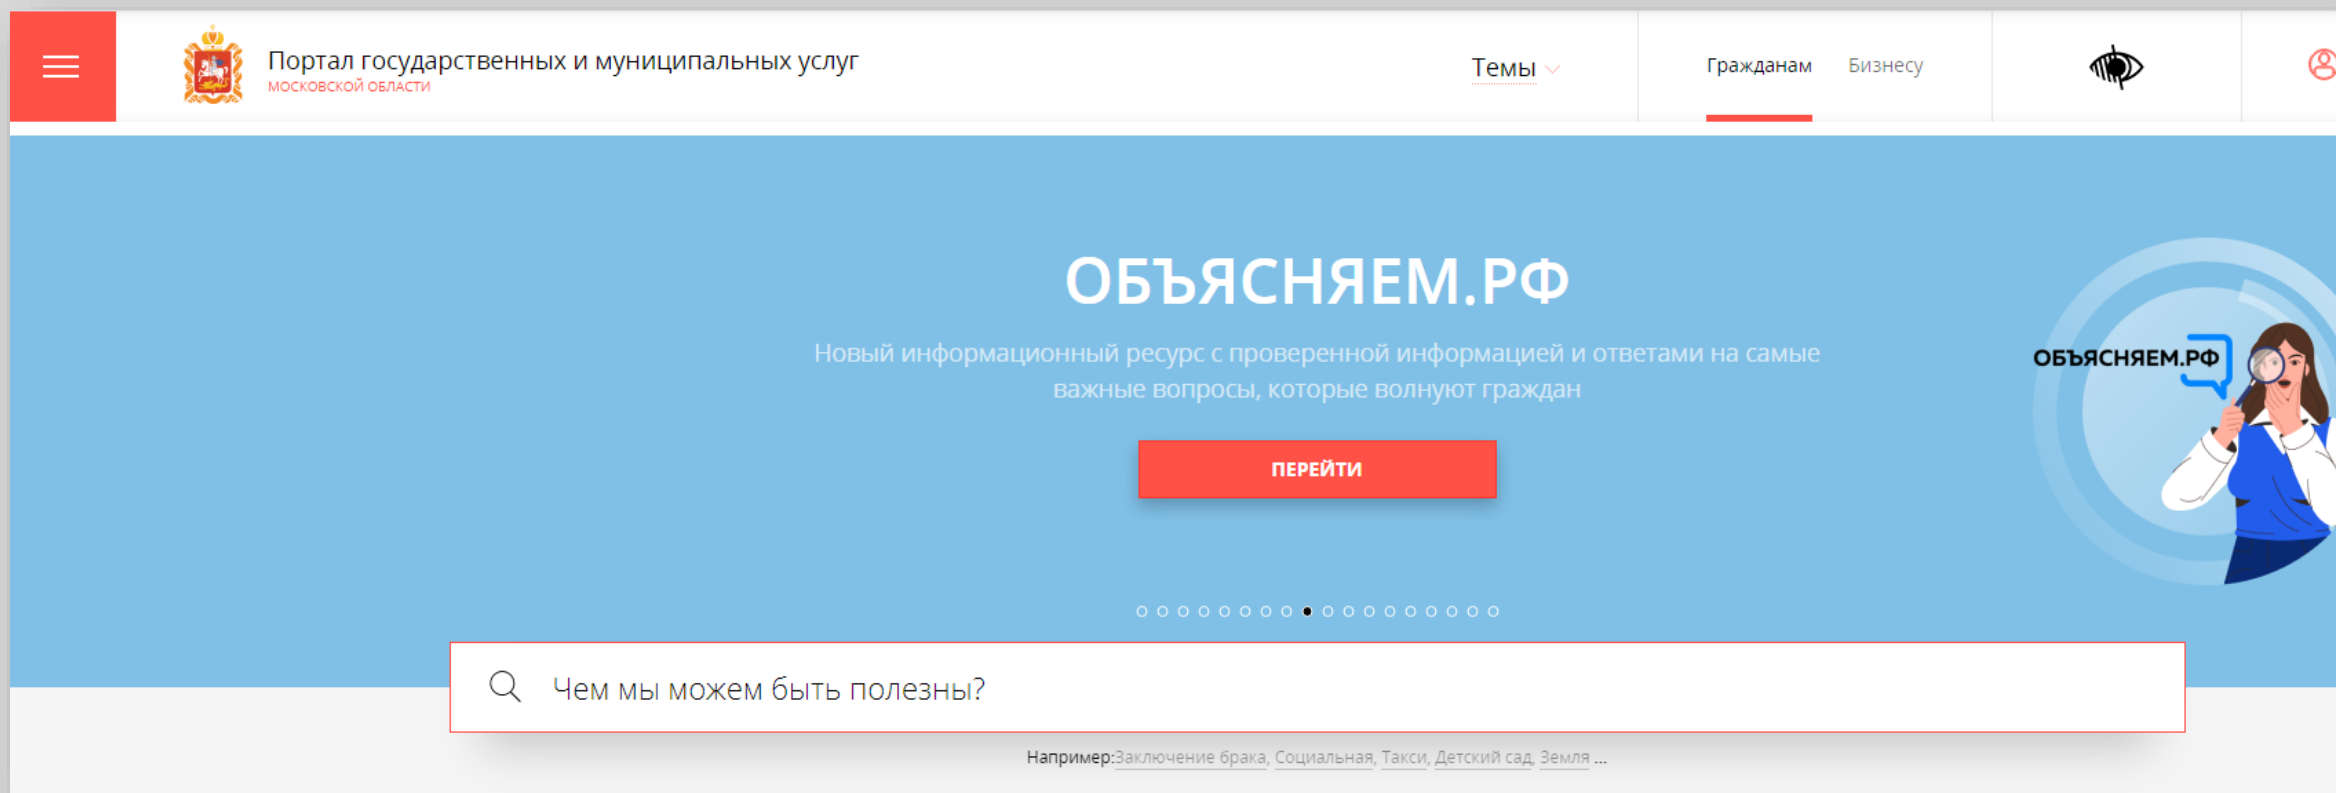 Портал государственных и муниципальных услуг
МОСКОВСКОЙ ОБЛАСТИ
Темы
Гражданам
Бизнесу
ОБЪЯСНЯЕМ.РФ
Новый информационный ресурс с проверенной информацией и ответами на самые
важные вопросы, которые волнуют граждан
ПЕРЕЙТИ
ОБЪЯСНЯЕМ.РФ
Чем мы можем быть полезны?
Например:Заключение брака, Социальная, Такси, Детский сад, Земля ...